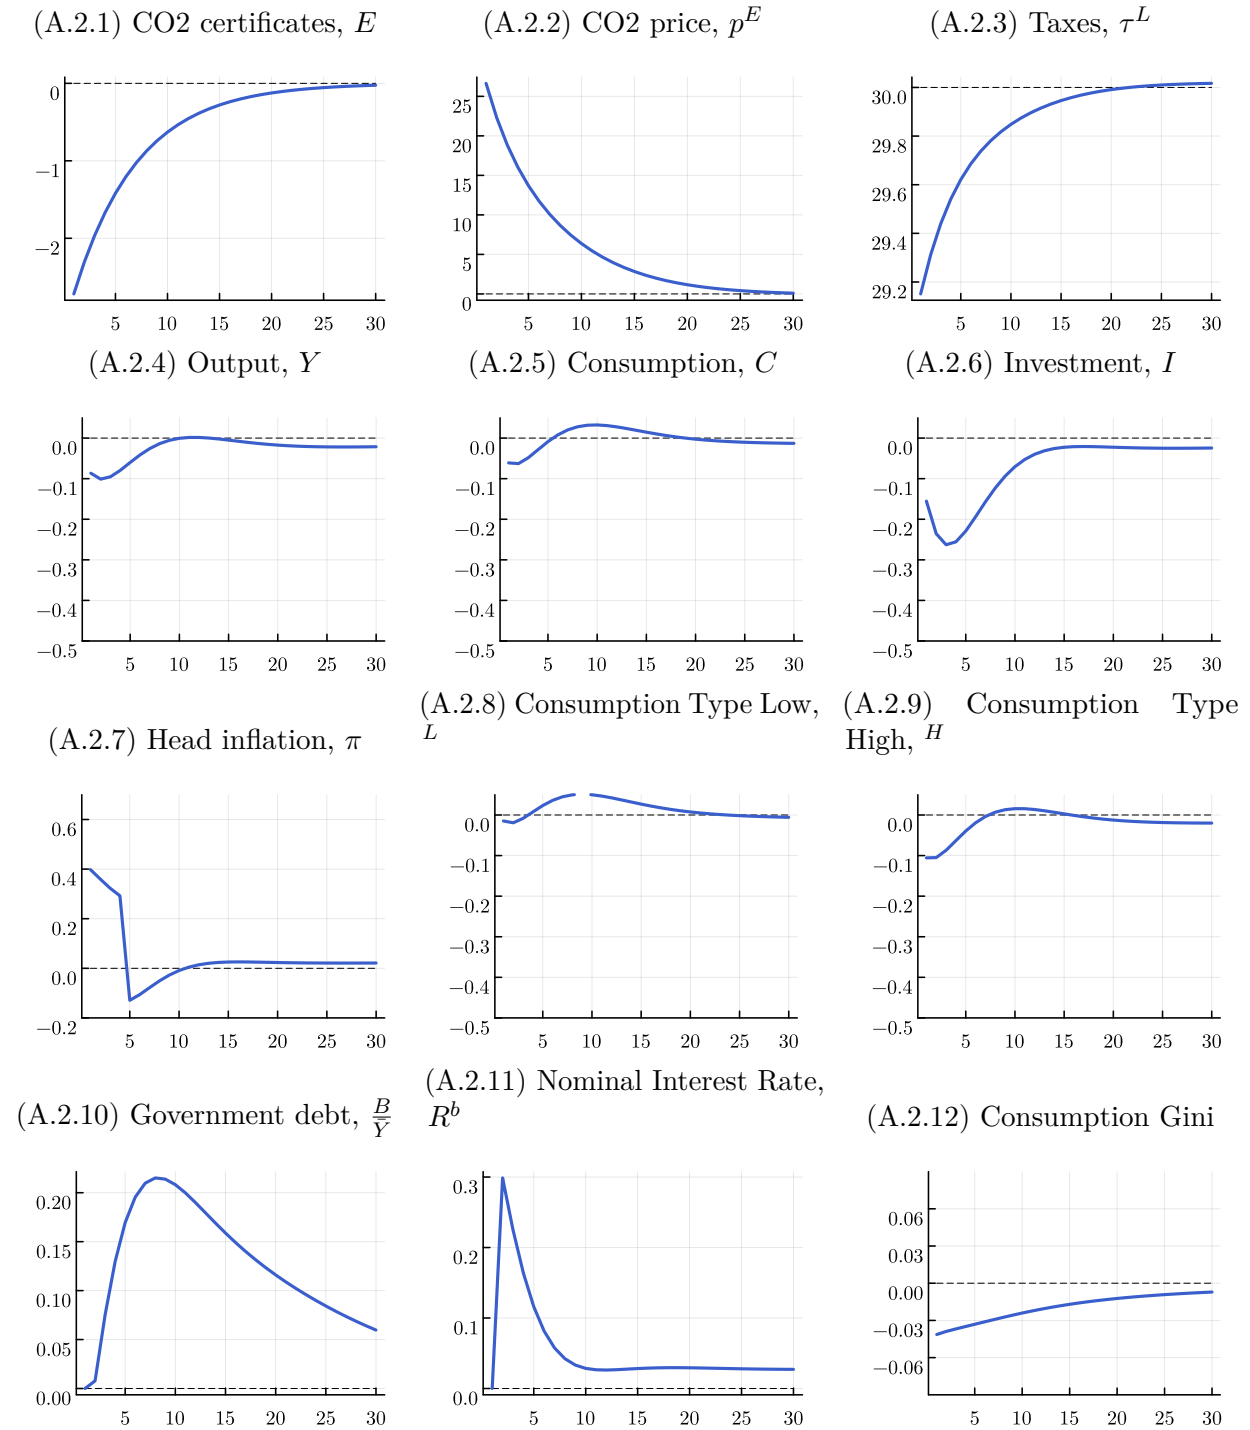 (A.2.1) CO2 certificates, E
(A.2.2) CO2 price, p^E
(A.2.3) Taxes, τ^L
0
−1
−2
5 10 15 20 25 30
25
20
15
10
5
0
5 10 15 20 25 30
30.0
29.8
29.6
29.4
29.2
5 10 15 20 25 30
(A.2.4) Output, Y
(A.2.5) Consumption, C
(A.2.6) Investment, I
0.0
−0.1
−0.2
−0.3
−0.4
−0.5
5 10 15 20 25 30
0.0
−0.1
−0.2
−0.3
−0.4
−0.5
5 10 15 20 25 30
0.0
−0.1
−0.2
−0.3
−0.4
−0.5
5 10 15 20 25 30
(A.2.7) Head inflation, π
(A.2.8) Consumption Type Low,
L
(A.2.9) Consumption Type
High, ^H
0.6
0.4
0.2
0.0
−0.2
5 10 15 20 25 30
0.0
−0.1
−0.2
−0.3
−0.4
−0.5
5 10 15 20 25 30
0.0
−0.1
−0.2
−0.3
−0.4
−0.5
5 10 15 20 25 30
(A.2.10) Government debt, B/Ȳ
(A.2.11) Nominal Interest Rate,
R^b
(A.2.12) Consumption Gini
0.20
0.15
0.10
0.05
0.00
5 10 15 20 25 30
0.3
0.2
0.1
0.0
5 10 15 20 25 30
0.06
0.03
0.00
−0.03
−0.06
5 10 15 20 25 30